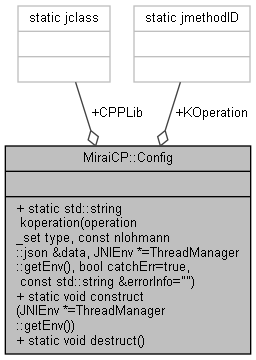 static jclass
static jmethodID
+CPPLib
+KOperation
MiraiCP::Config
+ static std::string
koperation(operation
_set type, const nlohmann
::json &data, JNIEnv *=ThreadManager
::getEnv(), bool catchErr=true,
const std::string &errorInfo="")
+ static void construct
(JNIEnv *=ThreadManager
::getEnv())
+ static void destruct()